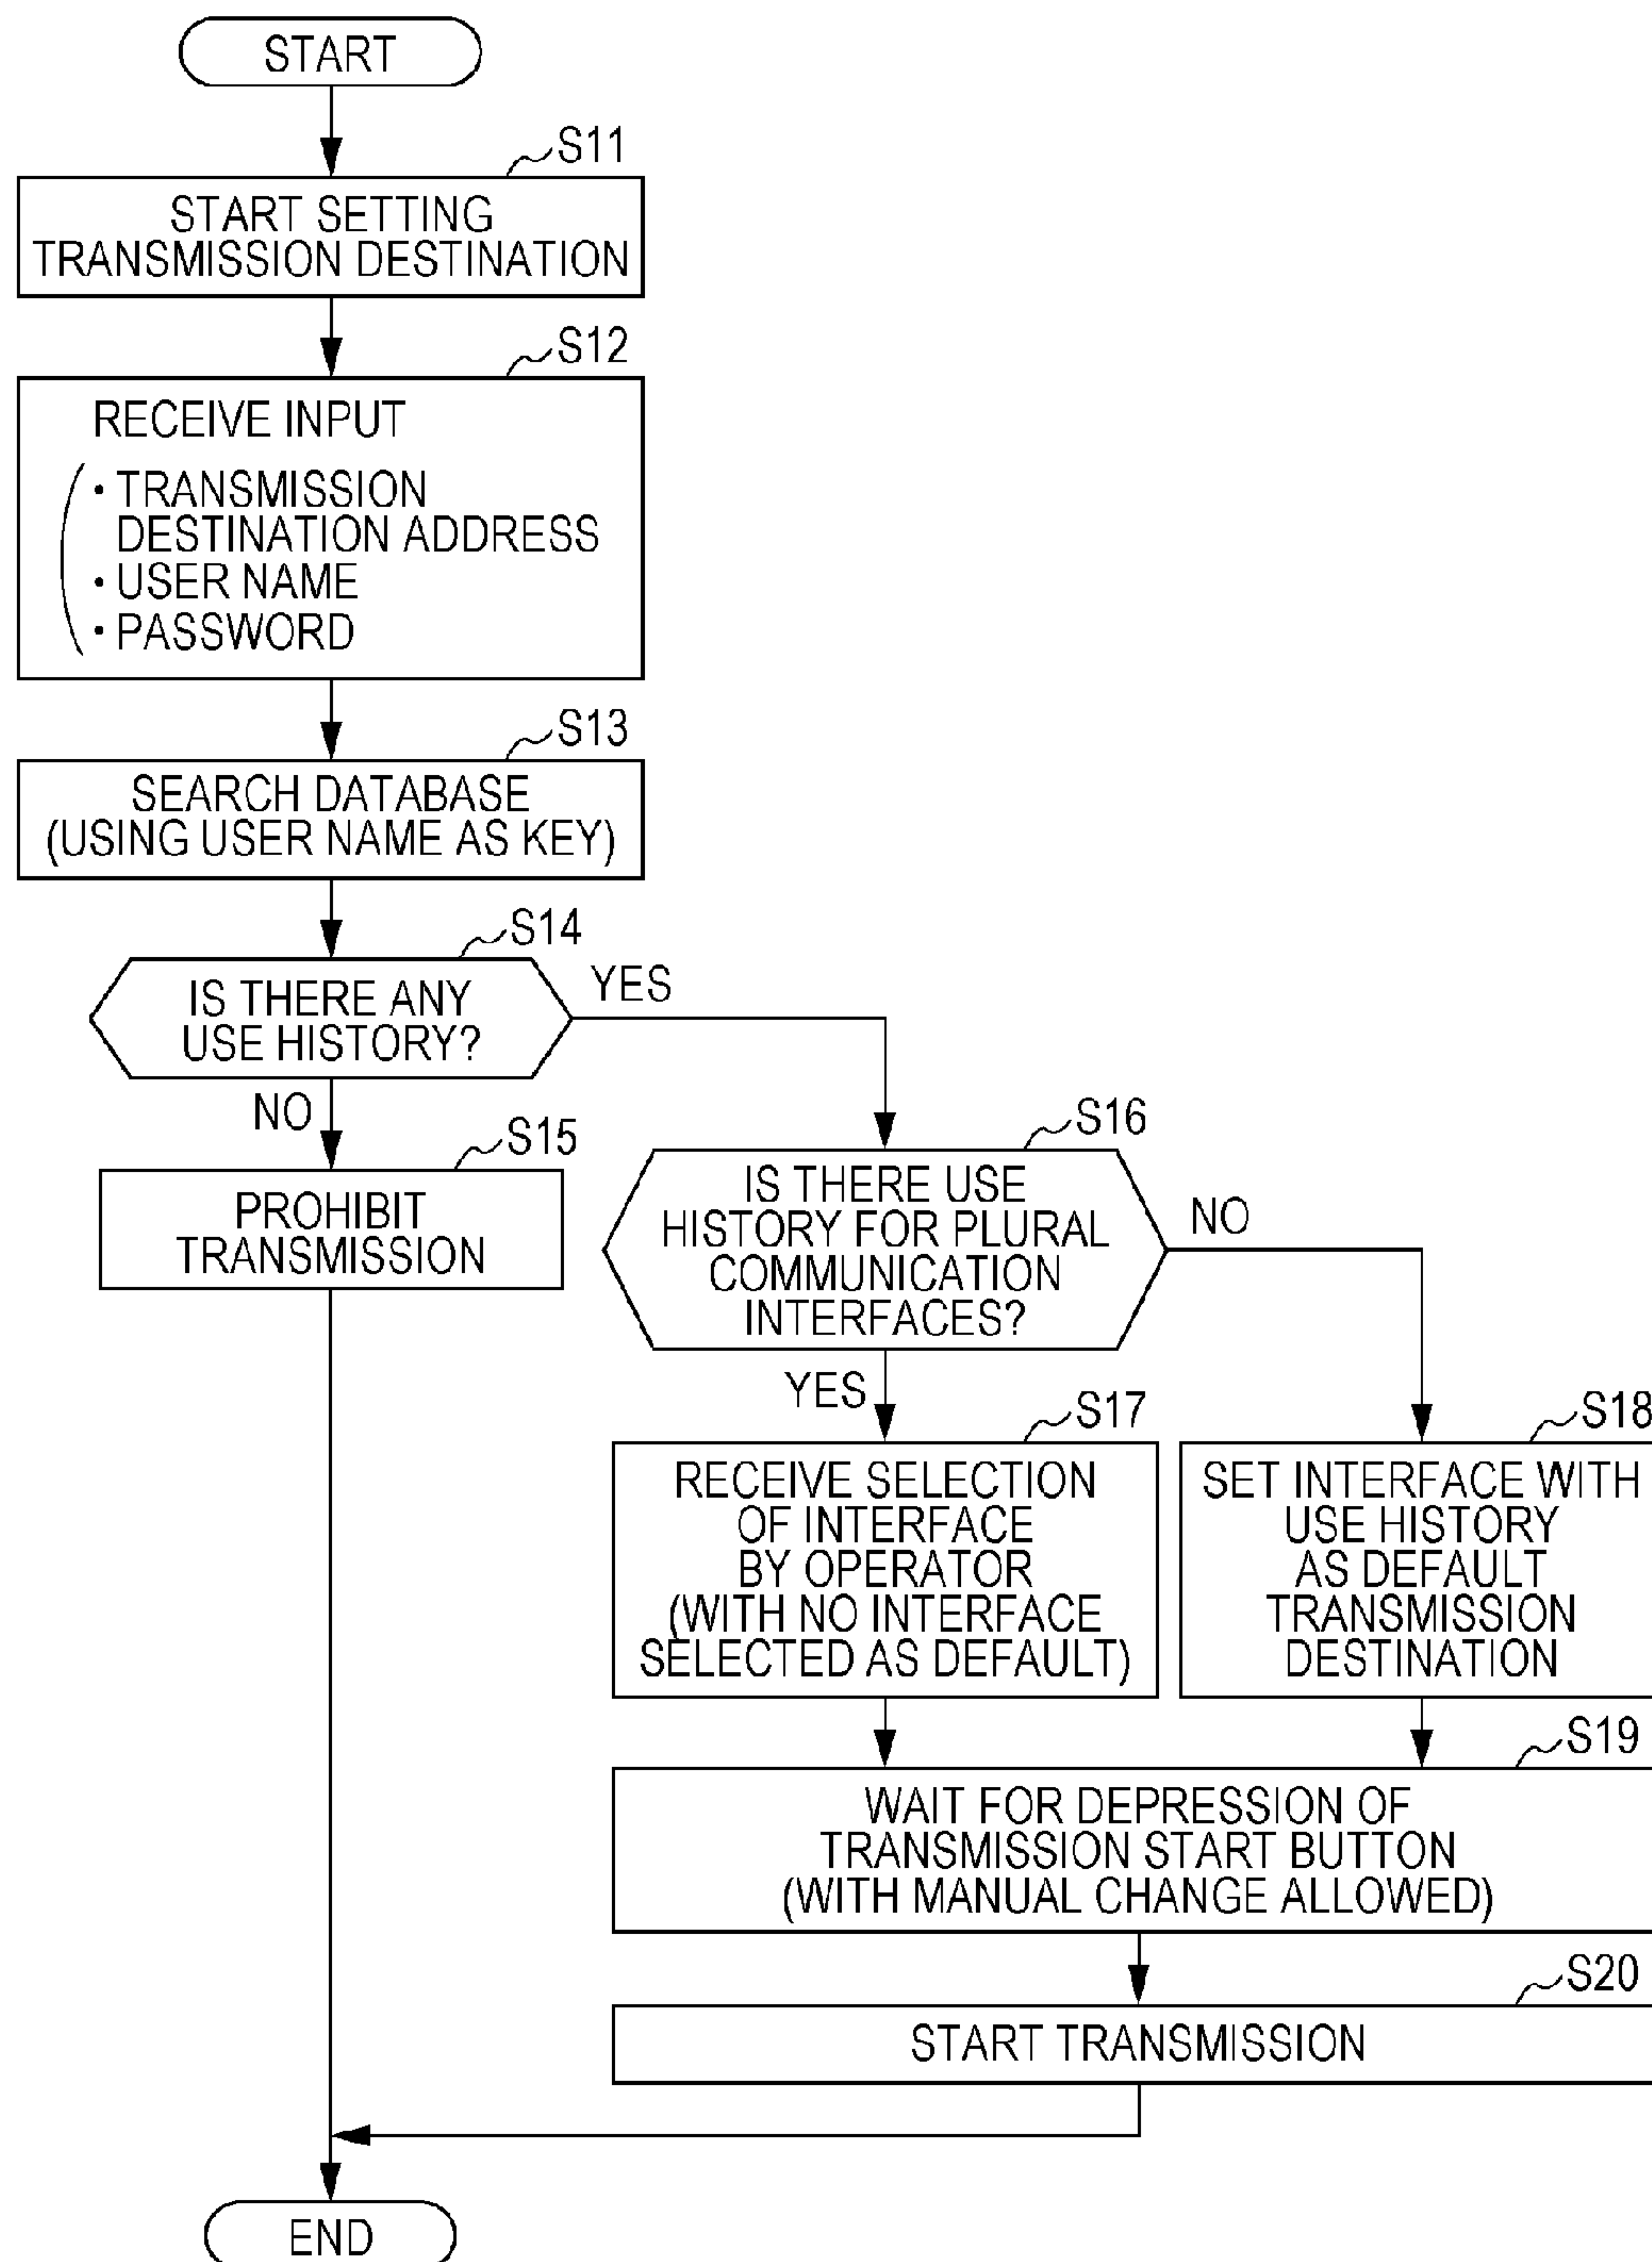 START
S11
START SETTING
TRANSMISSION DESTINATION
S12
RECEIVE INPUT
・TRANSMISSION
DESTINATION ADDRESS
・USER NAME
・PASSWORD
S13
SEARCH DATABASE
(USING USER NAME AS KEY)
S14
IS THERE ANY
USE HISTORY?
YES
NO
S15
PROHIBIT
TRANSMISSION
S16
IS THERE USE
HISTORY FOR PLURAL
COMMUNICATION
INTERFACES?
NO
YES
S17
RECEIVE SELECTION
OF INTERFACE
BY OPERATOR
(WITH NO INTERFACE
SELECTED AS DEFAULT)
S18
SET INTERFACE WITH
USE HISTORY
AS DEFAULT
TRANSMISSION
DESTINATION
S19
WAIT FOR DEPRESSION OF
TRANSMISSION START BUTTON
(WITH MANUAL CHANGE ALLOWED)
S20
START TRANSMISSION
END